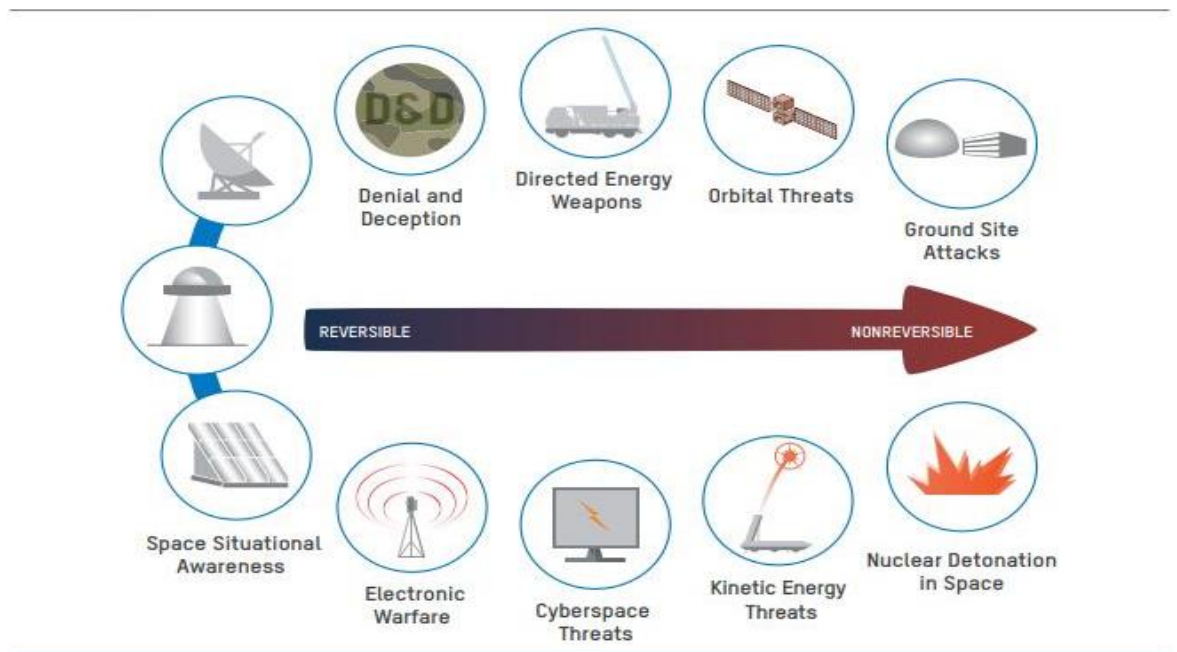 D&D
Denial and
Deception
Directed Energy
Weapons
Orbital Threats
Ground Site
Attacks
REVERSIBLE
NONREVERSIBLE
Space Situational
Awareness
Electronic
Warfare
Cyberspace
Threats
Kinetic Energy
Threats
Nuclear Detonation
in Space